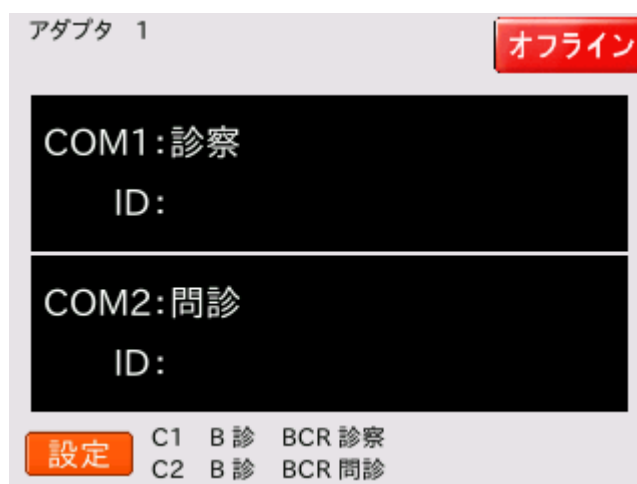 アダプタ 1
オフライン
COM1:診察
ID:
COM2:問診
ID:
設定
C1 B 診 BCR 診察
C2 B 診 BCR 問診